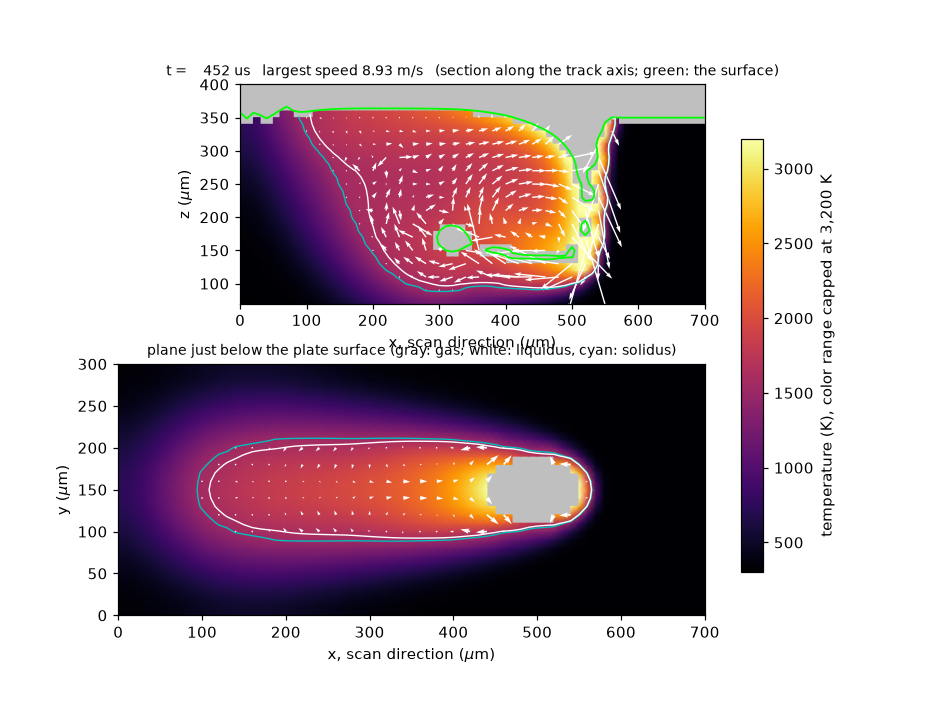 t = 452 us largest speed 8.93 m/s (section along the track axis; green: the surface)
400
350
300
250
200
150
100
z (μm)
0 100 200 300 400 500 600 700
x, scan direction (μm)
plane just below the plate surface (gray: gas; white: liquidus, cyan: solidus)
300
250
200
150
100
50
0
y (μm)
0 100 200 300 400 500 600 700
x, scan direction (μm)
3000
2500
2000
1500
1000
500
temperature (K), color range capped at 3,200 K